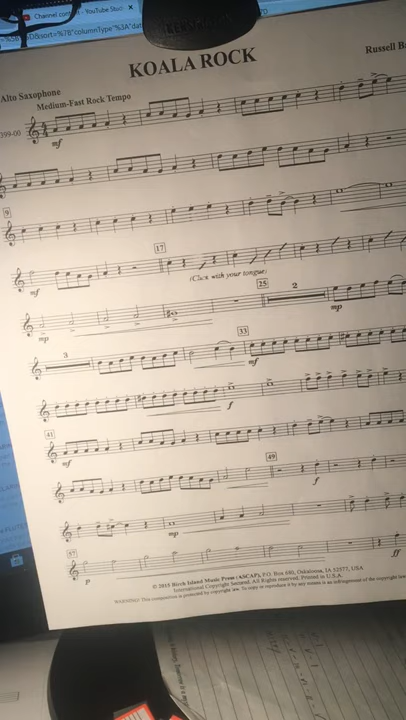 Channel content - YouTube Studio
KOALA ROCK
Alto Saxophone
Russell B
Medium-Fast Rock Tempo
399-00
mf
9
17
mf
(Click with your tongue)
25
2
mp
mp
3
33
mf
f
41
mf
49
f
mp
57
p
ff
© 2015 Birch Island Music Press (ASCAP), P.O. Box 680, Oskaloosa, IA 52577, USA
International Copyright Secured. All Rights reserved. Printed in U.S.A.
WARNING! This composition is protected by copyright law. To copy or reproduce it by any means is an infringement of the copyright law